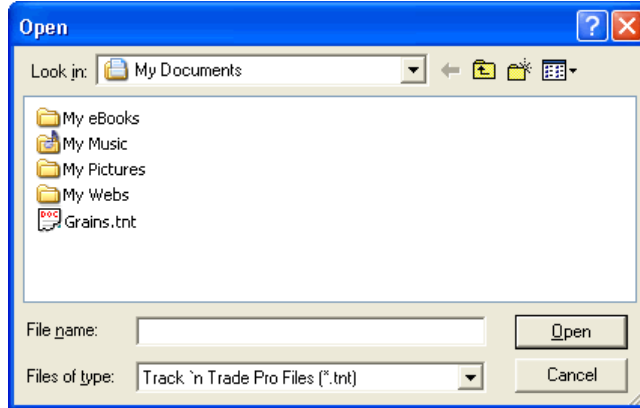 Open
Look in: My Documents
My eBooks
My Music
My Pictures
My Webs
DOC Grains.tnt
File name: Open
Files of type: Track `n Trade Pro Files (*.tnt) Cancel